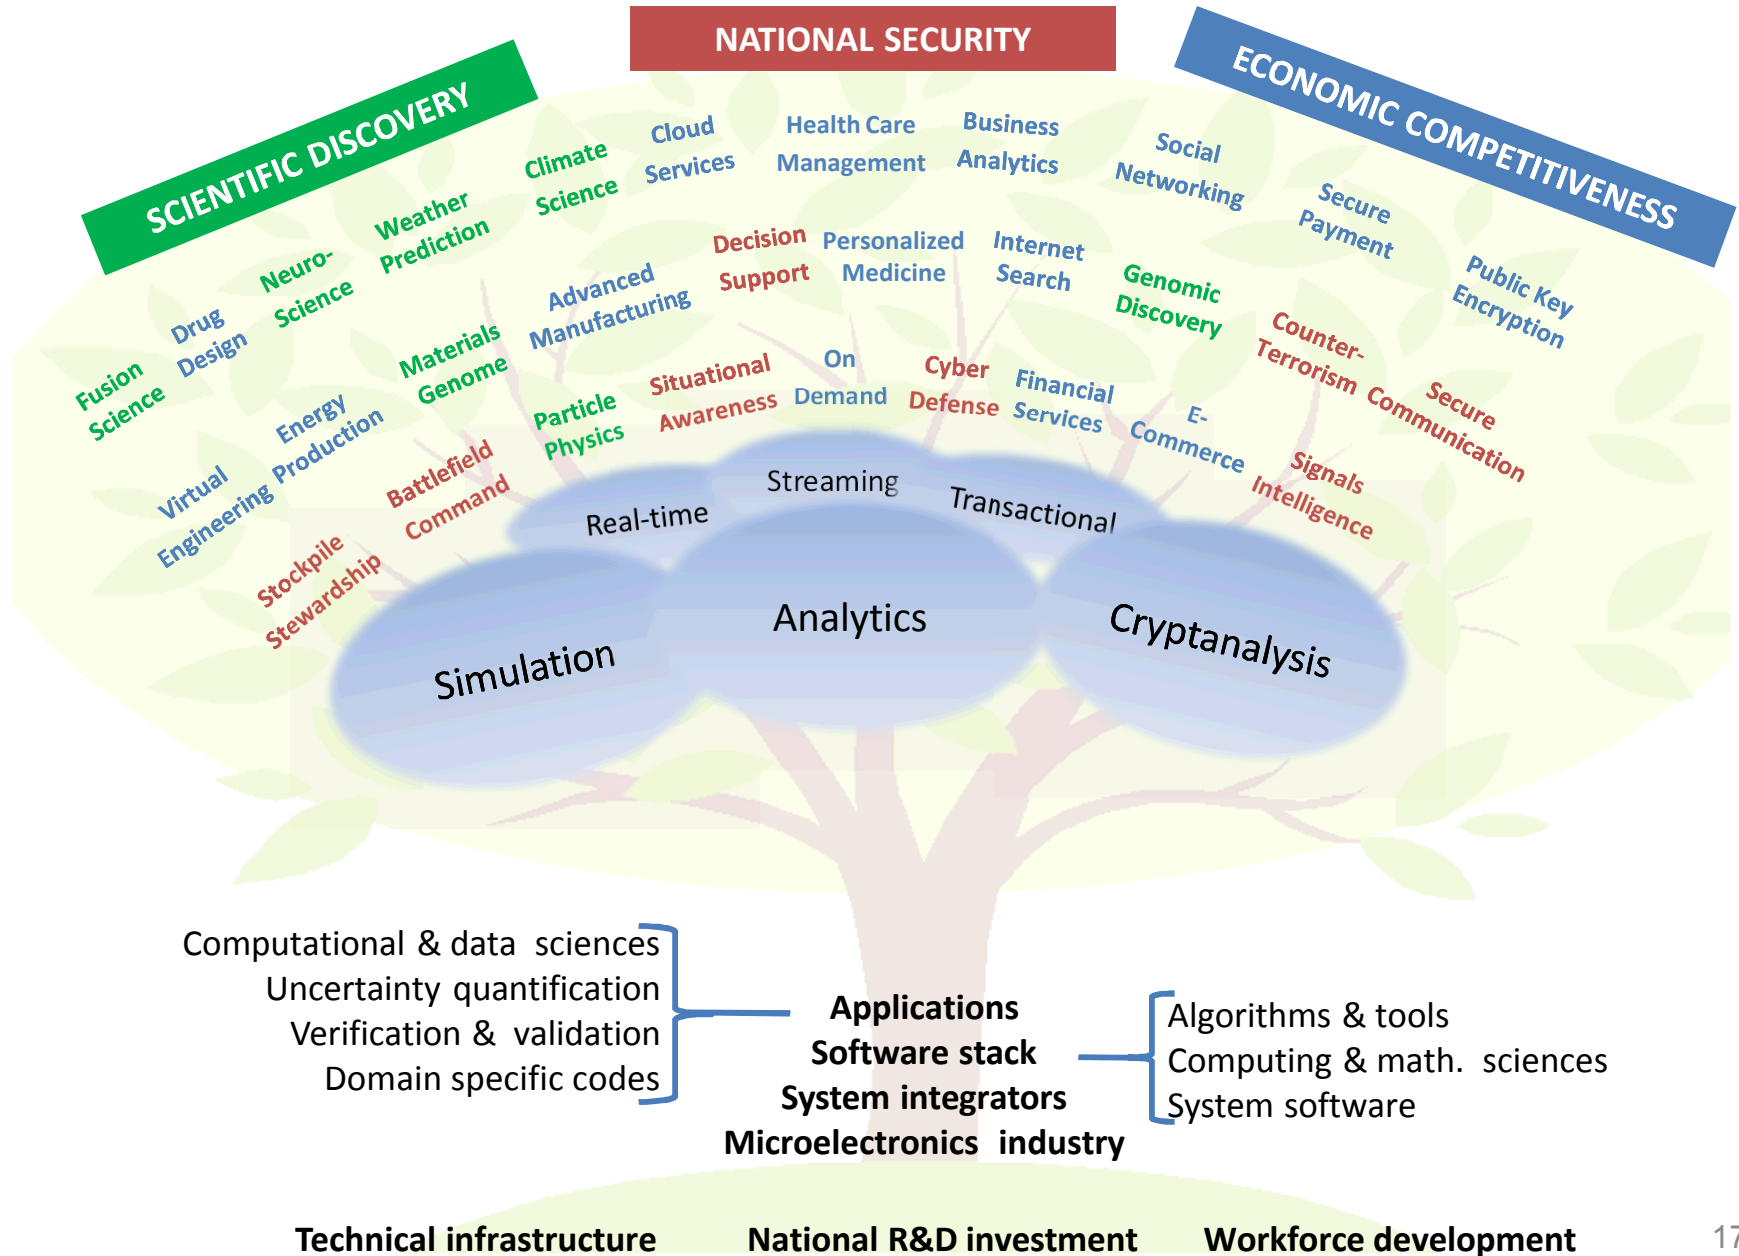 NATIONAL SECURITY
SCIENTIFIC DISCOVERY
ECONOMIC COMPETITIVENESS
Fusion
Science
Drug
Design
Neuro-
Science
Weather
Prediction
Climate
Science
Cloud
Services
Health Care
Management
Business
Analytics
Social
Networking
Secure
Payment
Public Key
Encryption
Virtual
Engineering
Energy
Production
Materials
Genome
Advanced
Manufacturing
Decision
Support
Personalized
Medicine
Internet
Search
Genomic
Discovery
Counter-
Terrorism
Secure
Communication
Stockpile
Stewardship
Battlefield
Command
Particle
Physics
Situational
Awareness
On
Demand
Cyber
Defense
Financial
Services
E-
Commerce
Signals
Intelligence
Real-time
Streaming
Transactional
Simulation
Analytics
Cryptanalysis
Computational & data sciences
Uncertainty quantification
Verification & validation
Domain specific codes
Applications
Software stack
System integrators
Microelectronics industry
Algorithms & tools
Computing & math. sciences
System software
Technical infrastructure
National R&D investment
Workforce development
17